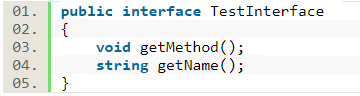 01. public interface TestInterface
02. {
03.     void getMethod();
04.     string getName();
05. }